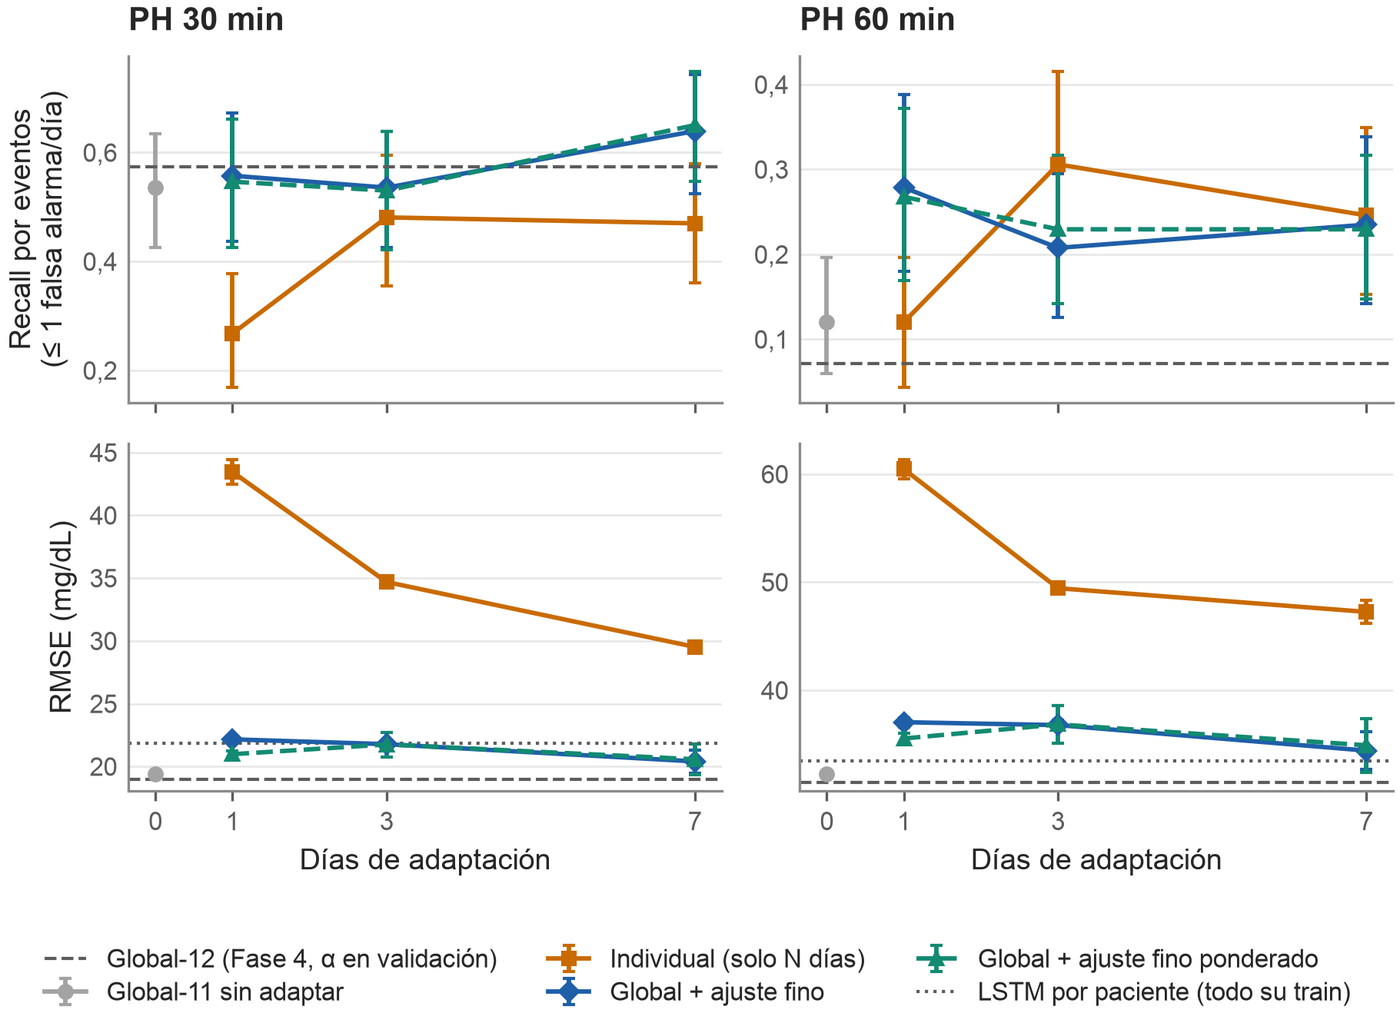 PH 30 min
PH 60 min
Recall por eventos
(≤ 1 falsa alarma/día)
0,6
0,4
0,2
0,4
0,3
0,2
0,1
RMSE (mg/dL)
45
40
35
30
25
20
60
50
40
0 1 3 7
0 1 3 7
Días de adaptación
Días de adaptación
Global-12 (Fase 4, α en validación)
Individual (solo N días)
Global + ajuste fino ponderado
Global-11 sin adaptar
Global + ajuste fino
LSTM por paciente (todo su train)